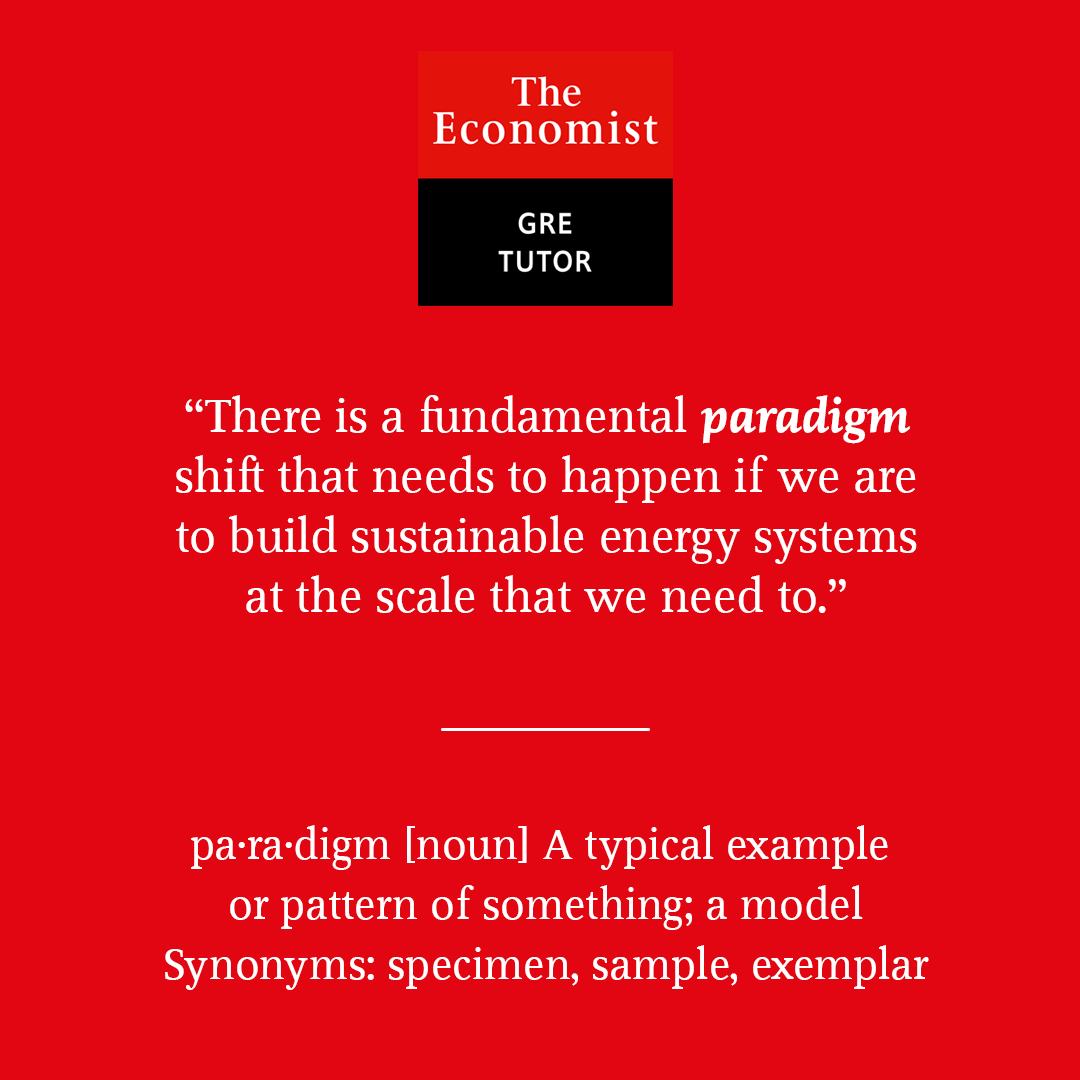 The
Economist
GRE
TUTOR
“There is a fundamental paradigm
shift that needs to happen if we are
to build sustainable energy systems
at the scale that we need to.”
pa·ra·digm [noun] A typical example
or pattern of something; a model
Synonyms: specimen, sample, exemplar